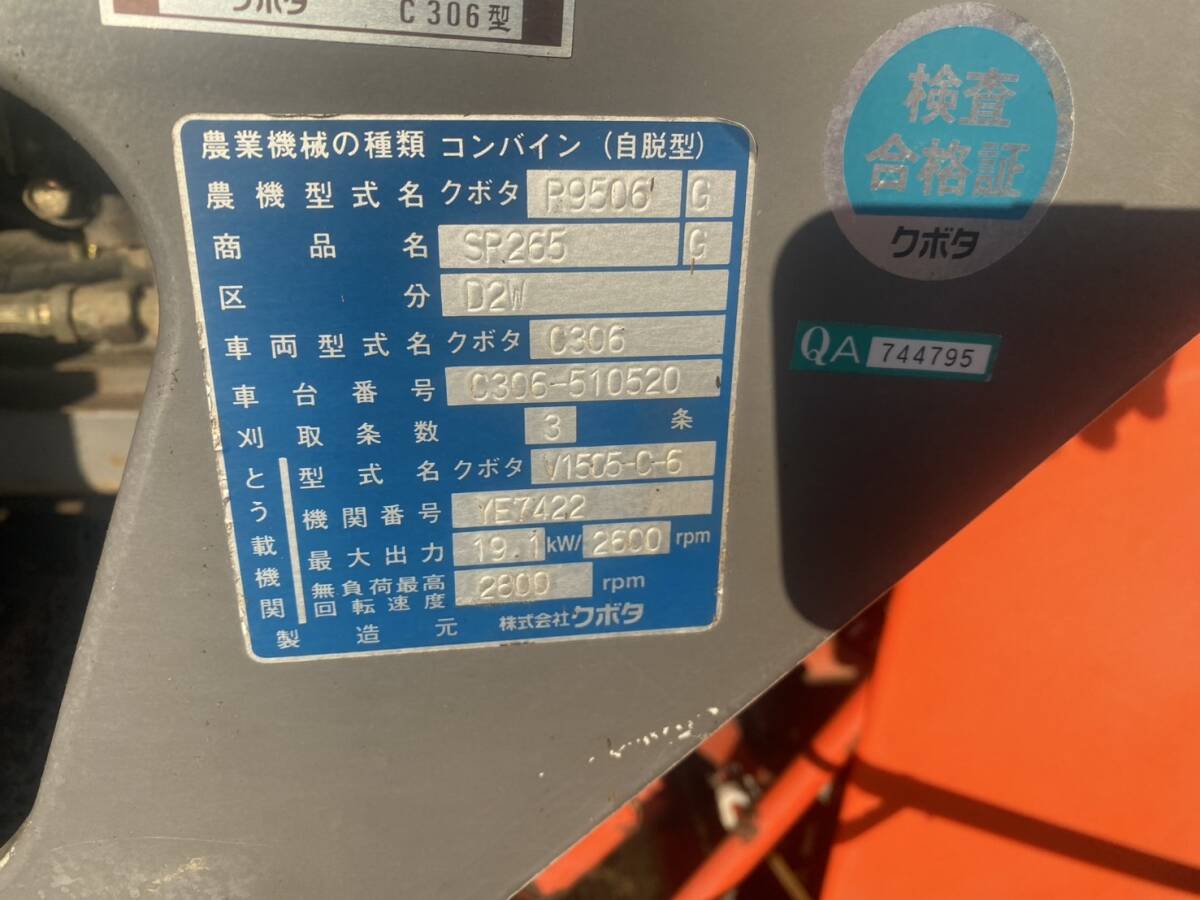 クボタ C306型
農業機械の種類 コンバイン (自脱型)
農機型式名 クボタ R9506 G
商品名 SR265 G
区分 D2W
車両型式名 クボタ C306
車台番号 C306-510520
刈取条数 3 条
とう載機関
型式名 クボタ V1505-C-6
機関番号 YE7422
最大出力 19.1 kW/ 2600 rpm
無負荷最高回転速度 2800 rpm
製造元 株式会社クボタ
検査
合格証
クボタ
QA 744795